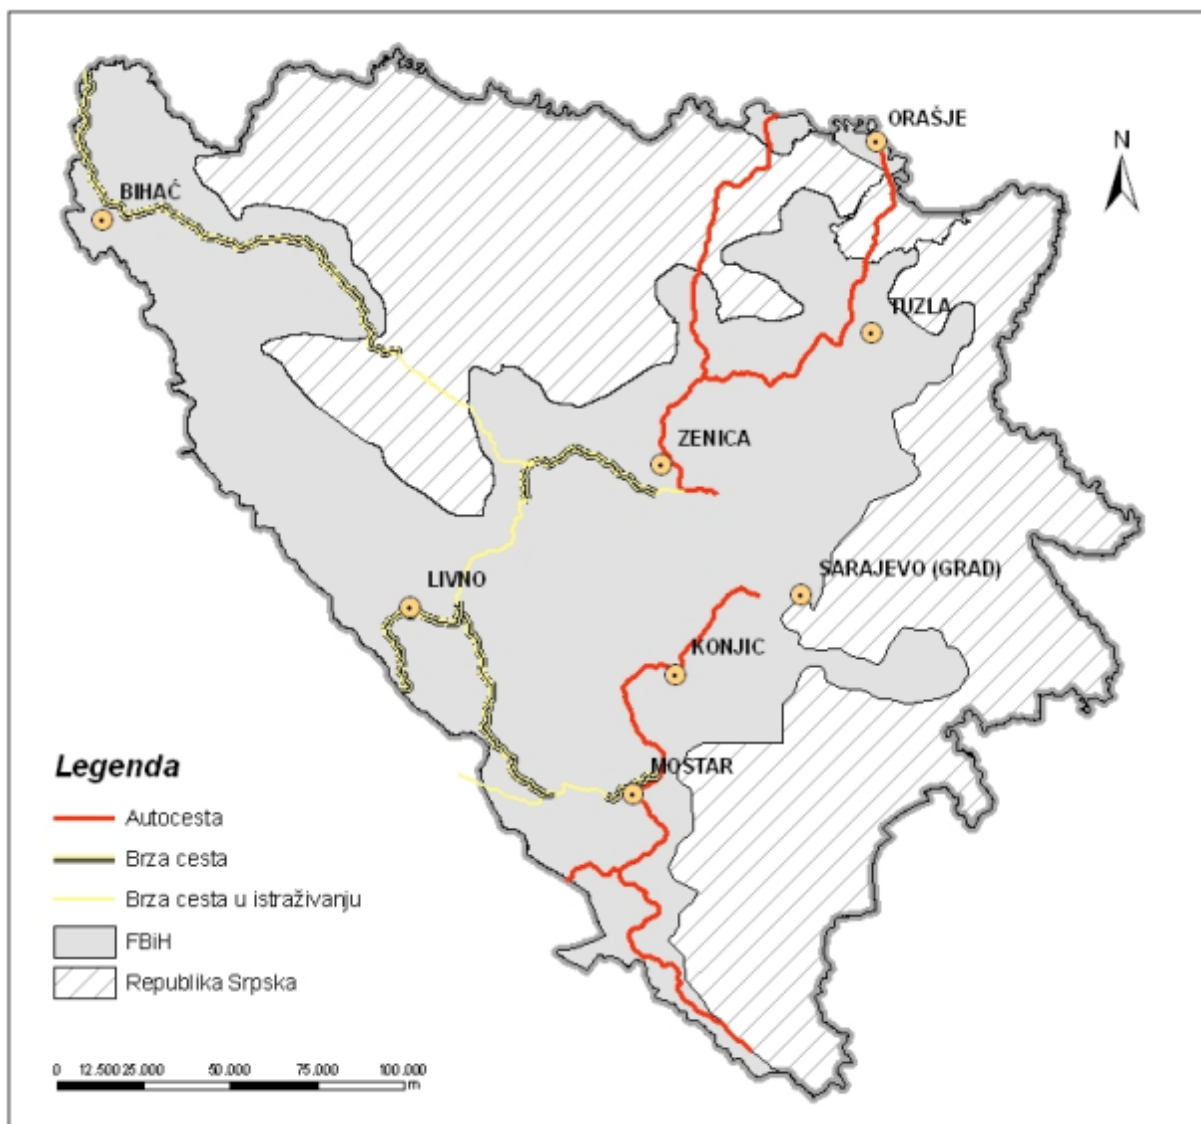 ORAŠJE
N
BIHAĆ
TUZLA
ZENICA
SARAJEVO (GRAD)
LIVNO
KONJIC
MOSTAR
Legenda
Autocesta
Brza cesta
Brza cesta u istraživanju
FBiH
Republika Srpska
0 12.500 25.000 50.000 75.000 100.000
m